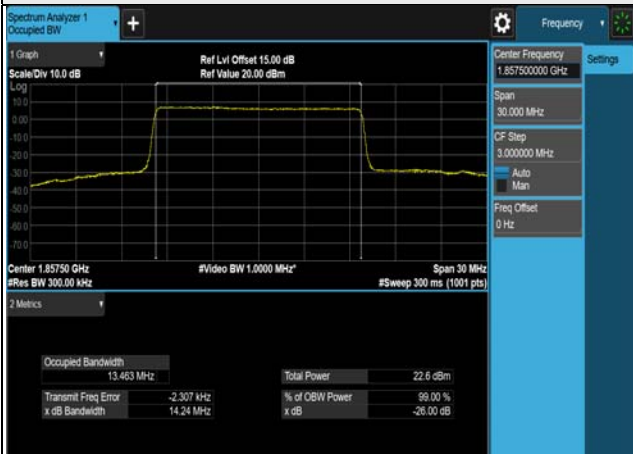 Spectrum Analyzer 1
Occupied BW
+
Frequency
1 Graph
Scale/Div 10.0 dB
Ref Lvl Offset 15.00 dB
Ref Value 20.00 dBm
Log
10.0
0.00
-10.0
-20.0
-30.0
-40.0
-50.0
-60.0
-70.0
Center 1.85750 GHz
#Res BW 300.00 kHz
#Video BW 1.0000 MHz*
Span 30 MHz
#Sweep 300 ms (1001 pts)
2 Metrics
Occupied Bandwidth
13.463 MHz
Transmit Freq Error -2.307 kHz
x dB Bandwidth 14.24 MHz
Total Power 22.6 dBm
% of OBW Power 99.00 %
x dB -26.00 dB
Center Frequency
1.857500000 GHz
Settings
Span
30.000 MHz
CF Step
3.000000 MHz
Auto
Man
Freq Offset
0 Hz